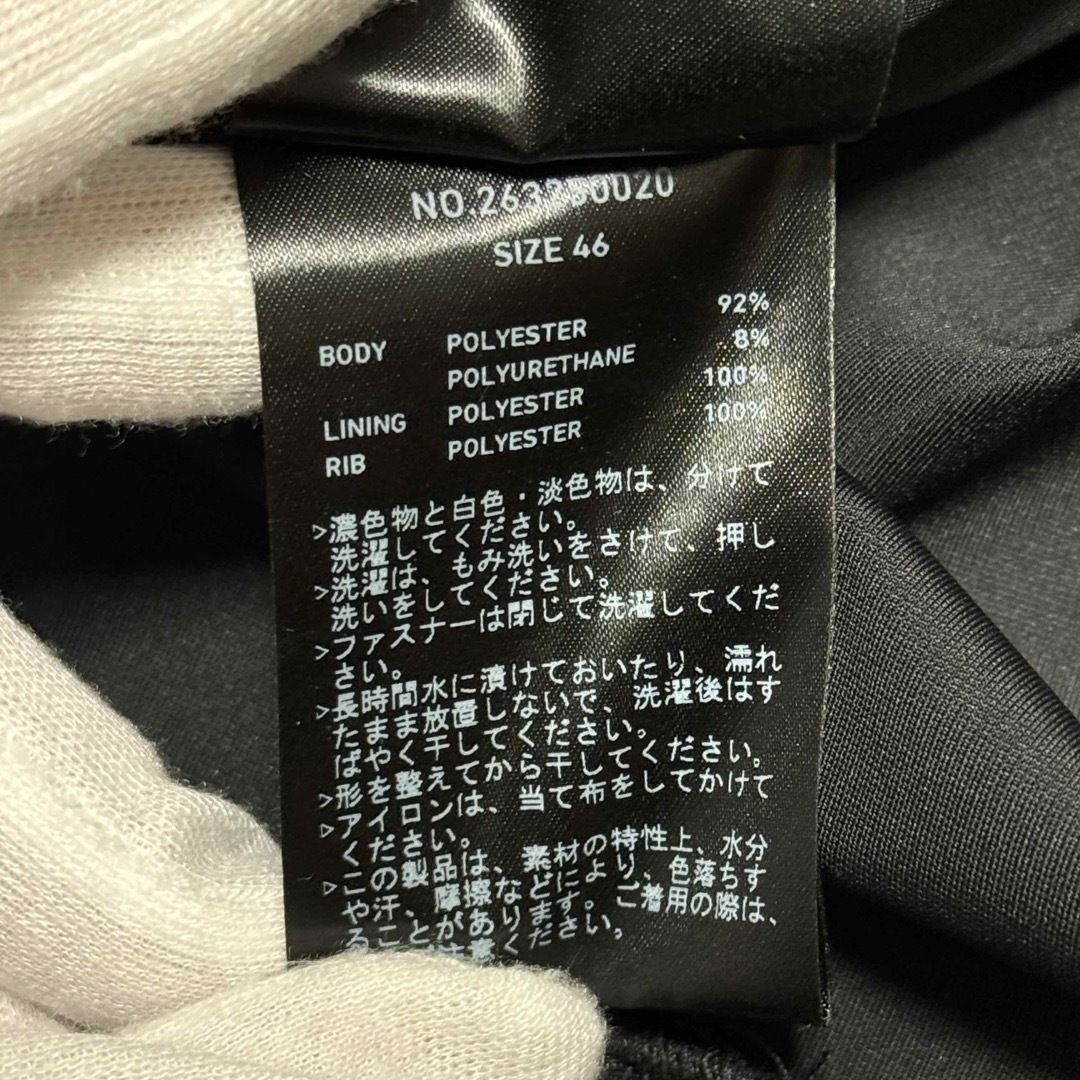 SIZE 46
BODY POLYESTER 92%
POLYURETHANE 8%
LINING POLYESTER 100%
RIB POLYESTER 100%
▷濃色物と白色・淡色物は、分けて
洗濯してください。
▷洗濯は、もみ洗いをさけて、押し
洗いをしてください。
▷ファスナーは閉じて洗濯してくだ
さい。
▷長時間水に漬けておいたり、濡れ
たまま放置しないで、洗濯後はす
ばやく干してください。
▷形を整えてから干してください。
▷アイロンは、当て布をしてかけて
ください。
▷この製品は、素材の特性上、水分
や汗、摩擦などにより、色落ちす
ることがあります。ご着用の際は、
ください。